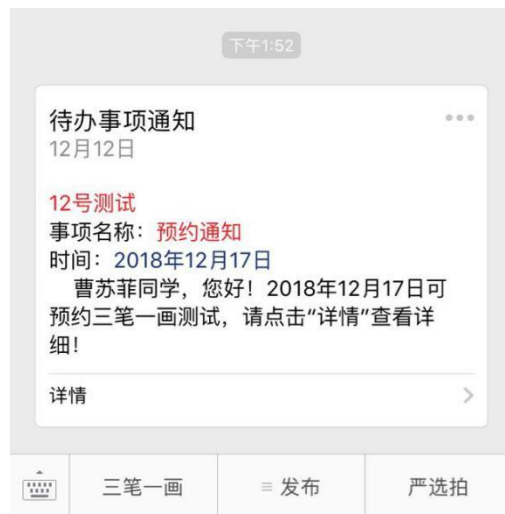 下午1:52
待办事项通知
12月12日
12号测试
事项名称：预约通知
时间：2018年12月17日
曹苏菲同学，您好！2018年12月17日可
预约三笔一画测试，请点击“详情”查看详
细！
详情
三笔一画
发布
严选拍